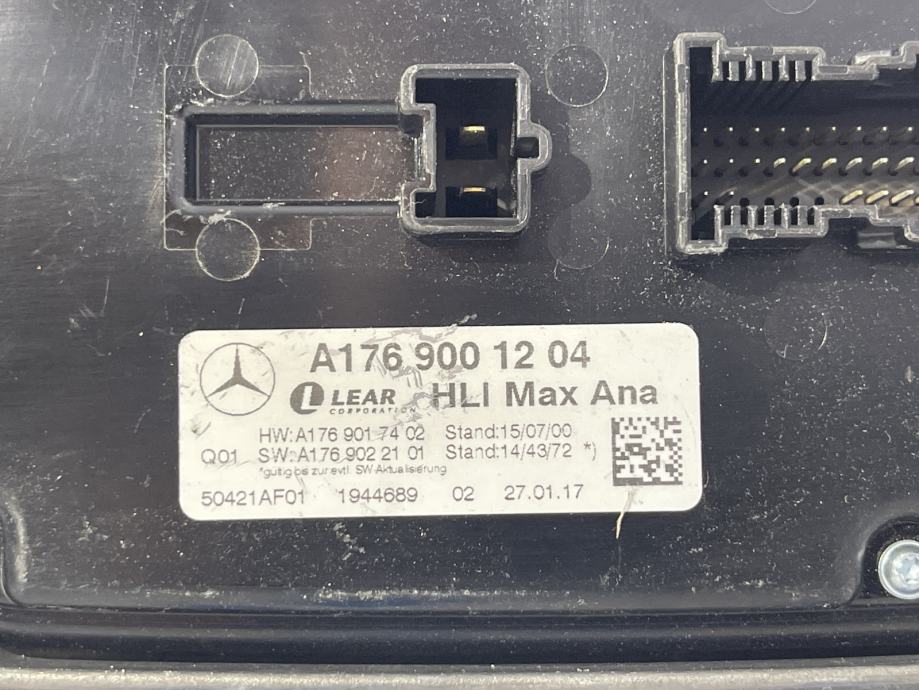 A176 900 12 04
LEAR HLI Max Ana
CORPORATION
HW:A176 901 74 02 Stand:15/07/00
Q01 SW:A176 902 21 01 Stand:14/43/72 *)
*gültig bis zur evtl. SW-Aktualisierung
50421AF01 1944689 02 27.01.17